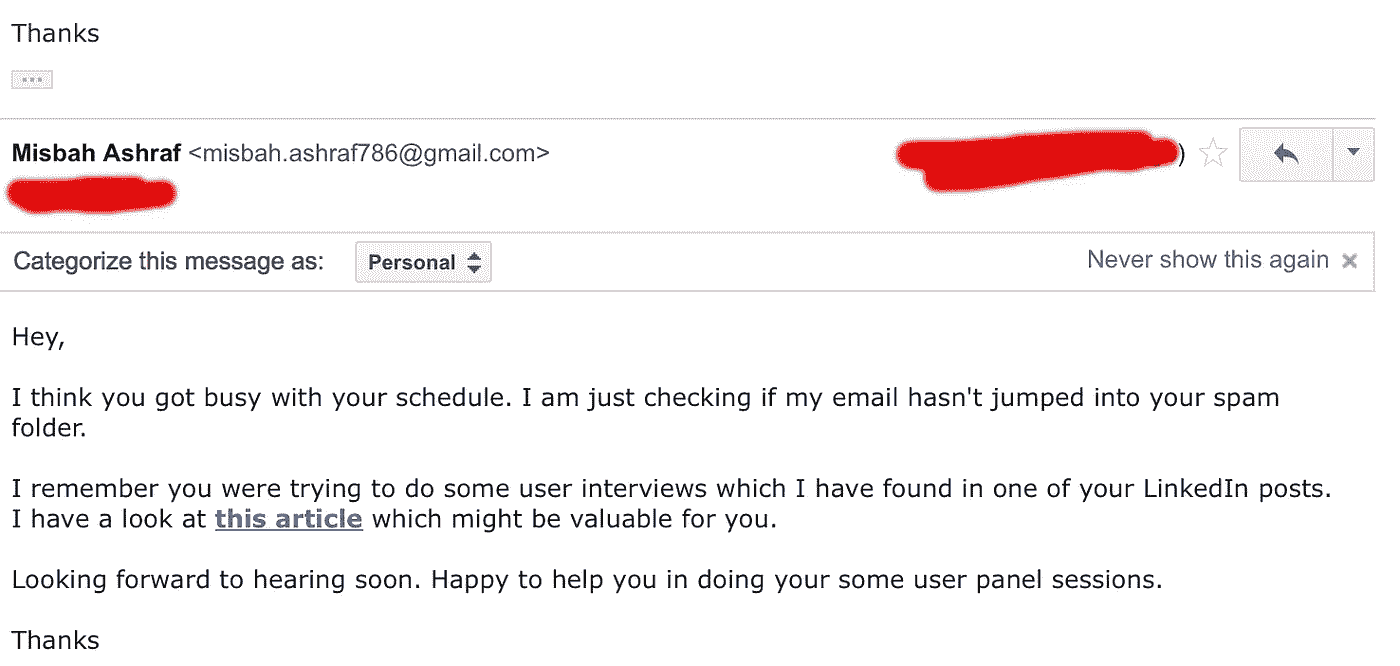 Thanks
Misbah Ashraf <misbah.ashraf786@gmail.com>
)
Categorize this message as: Personal Never show this again ×
Hey,
I think you got busy with your schedule. I am just checking if my email hasn't jumped into your spam
folder.
I remember you were trying to do some user interviews which I have found in one of your LinkedIn posts.
I have a look at this article which might be valuable for you.
Looking forward to hearing soon. Happy to help you in doing your some user panel sessions.
Thanks